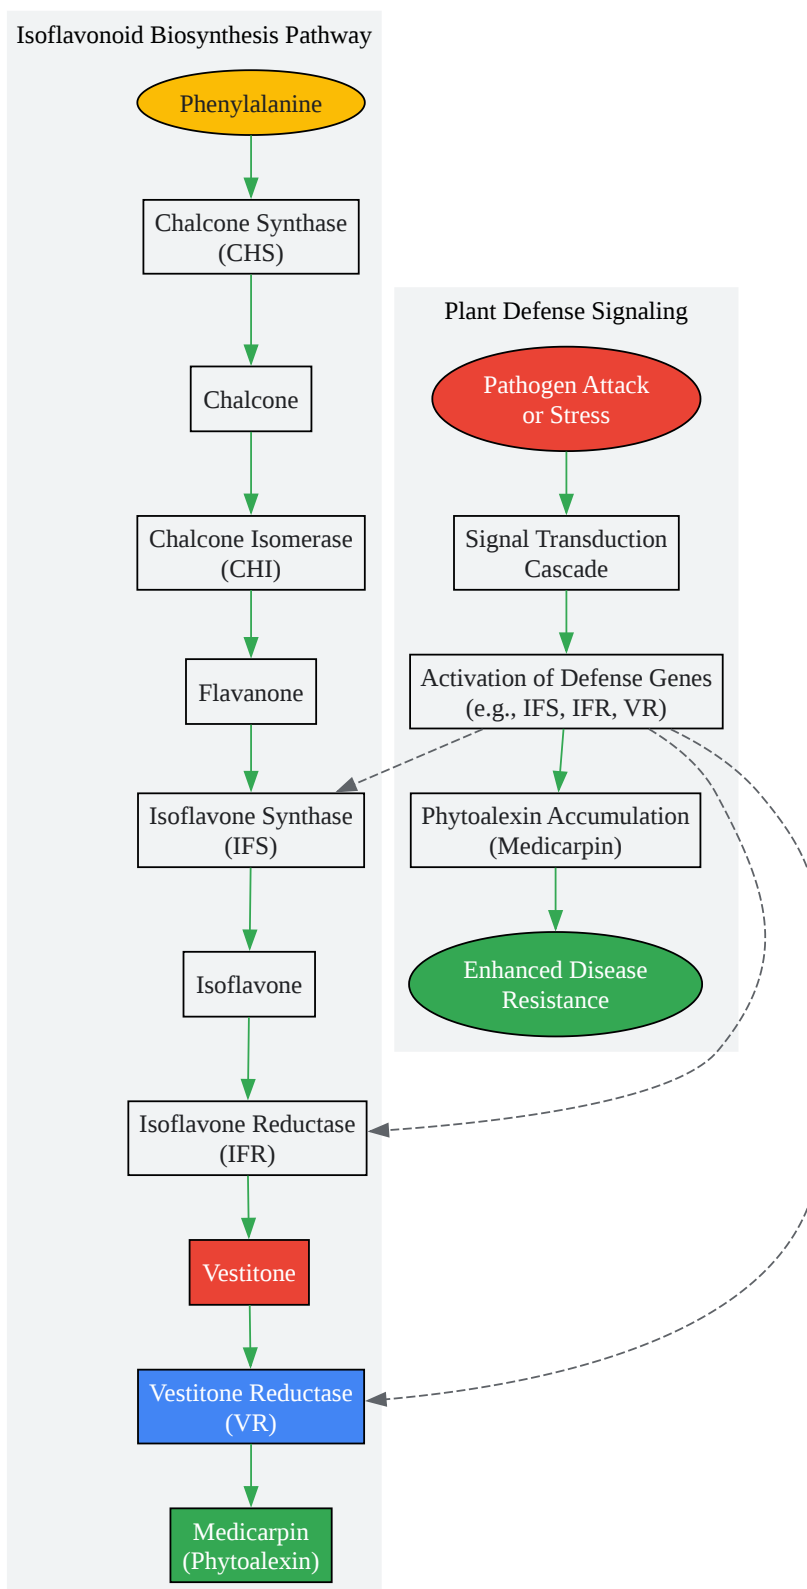 Isoflavonoid Biosynthesis Pathway
Phenylalanine
Chalcone Synthase
(CHS)
Chalcone
Chalcone Isomerase
(CHI)
Flavanone
Isoflavone Synthase
(IFS)
Isoflavone
Isoflavone Reductase
(IFR)
Vestitone
Vestitone Reductase
(VR)
Medicarpin
(Phytoalexin)
Plant Defense Signaling
Pathogen Attack
or Stress
Signal Transduction
Cascade
Activation of Defense Genes
(e.g., IFS, IFR, VR)
Phytoalexin Accumulation
(Medicarpin)
Enhanced Disease
Resistance